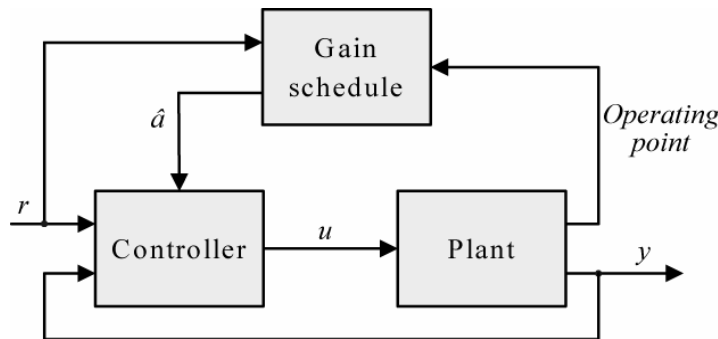 Gain
schedule
â
Operating
point
r
Controller
u
Plant
y